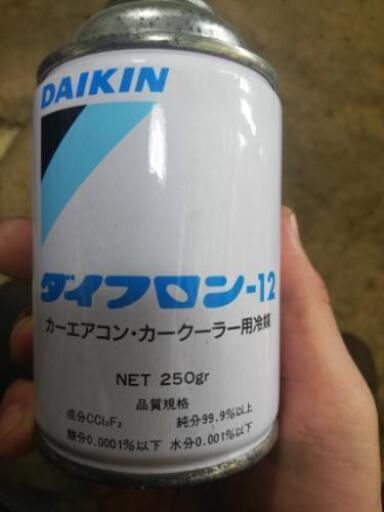 DAIKIN
ダイフロン-12
カーエアコン・カークーラー用冷媒
NET 250gr
品質規格
成分CCl₂F₂ 純分99.9%以上
酸分0.0001%以下 水分0.001%以下